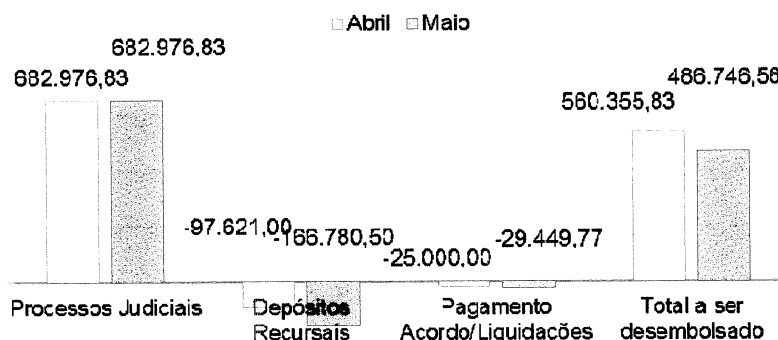 Abril Maio
682.976,83
682.976,83
-97.621,00
-166.780,50
-25.000,00
-29.449,77
560.355,83
486.746,56
Processos Judiciais
Depósitos
Recursais
Pagamento
Acordo/Liquidações
Total a ser
desembolsado